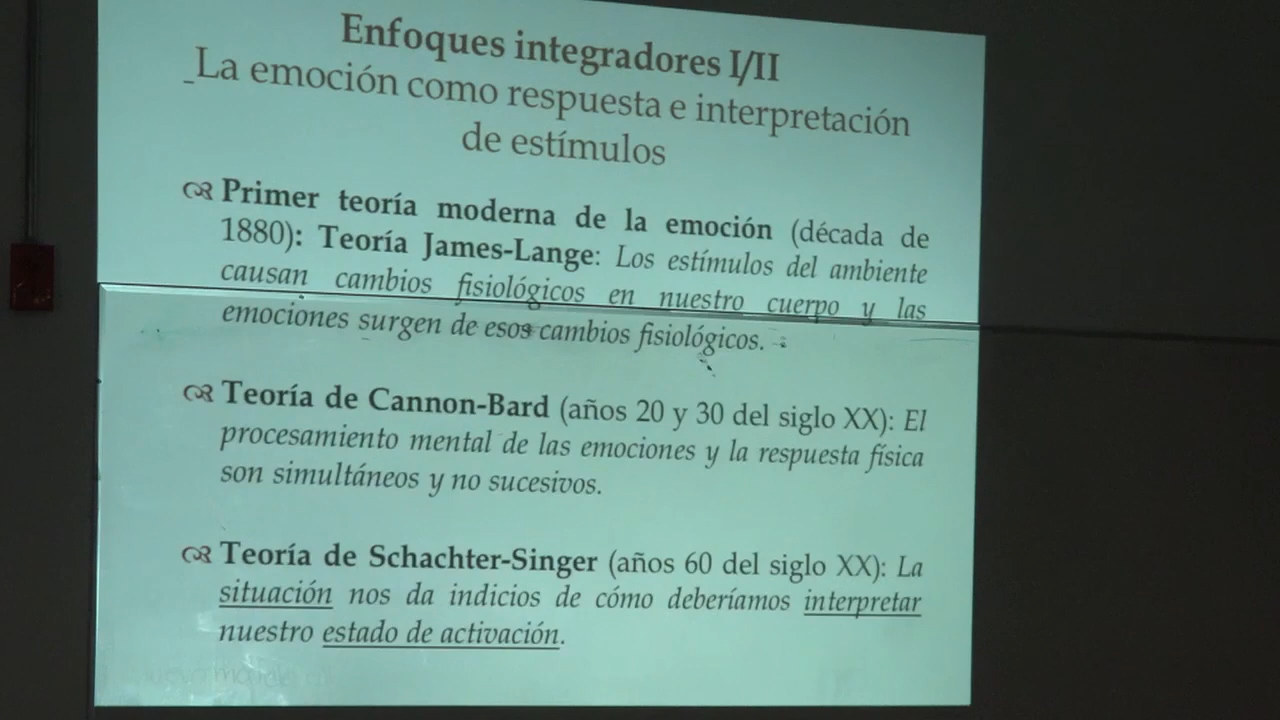 Enfoques integradores I/II
La emoción como respuesta e interpretación
de estímulos
Primer teoría moderna de la emoción (década de
1880): Teoría James-Lange: Los estímulos del ambiente
causan cambios fisiológicos en nuestro cuerpo y las
emociones surgen de esos cambios fisiológicos.
Teoría de Cannon-Bard (años 20 y 30 del siglo XX): El
procesamiento mental de las emociones y la respuesta física
son simultáneos y no sucesivos.
Teoría de Schachter-Singer (años 60 del siglo XX): La
situación nos da indicios de cómo deberíamos interpretar
nuestro estado de activación.